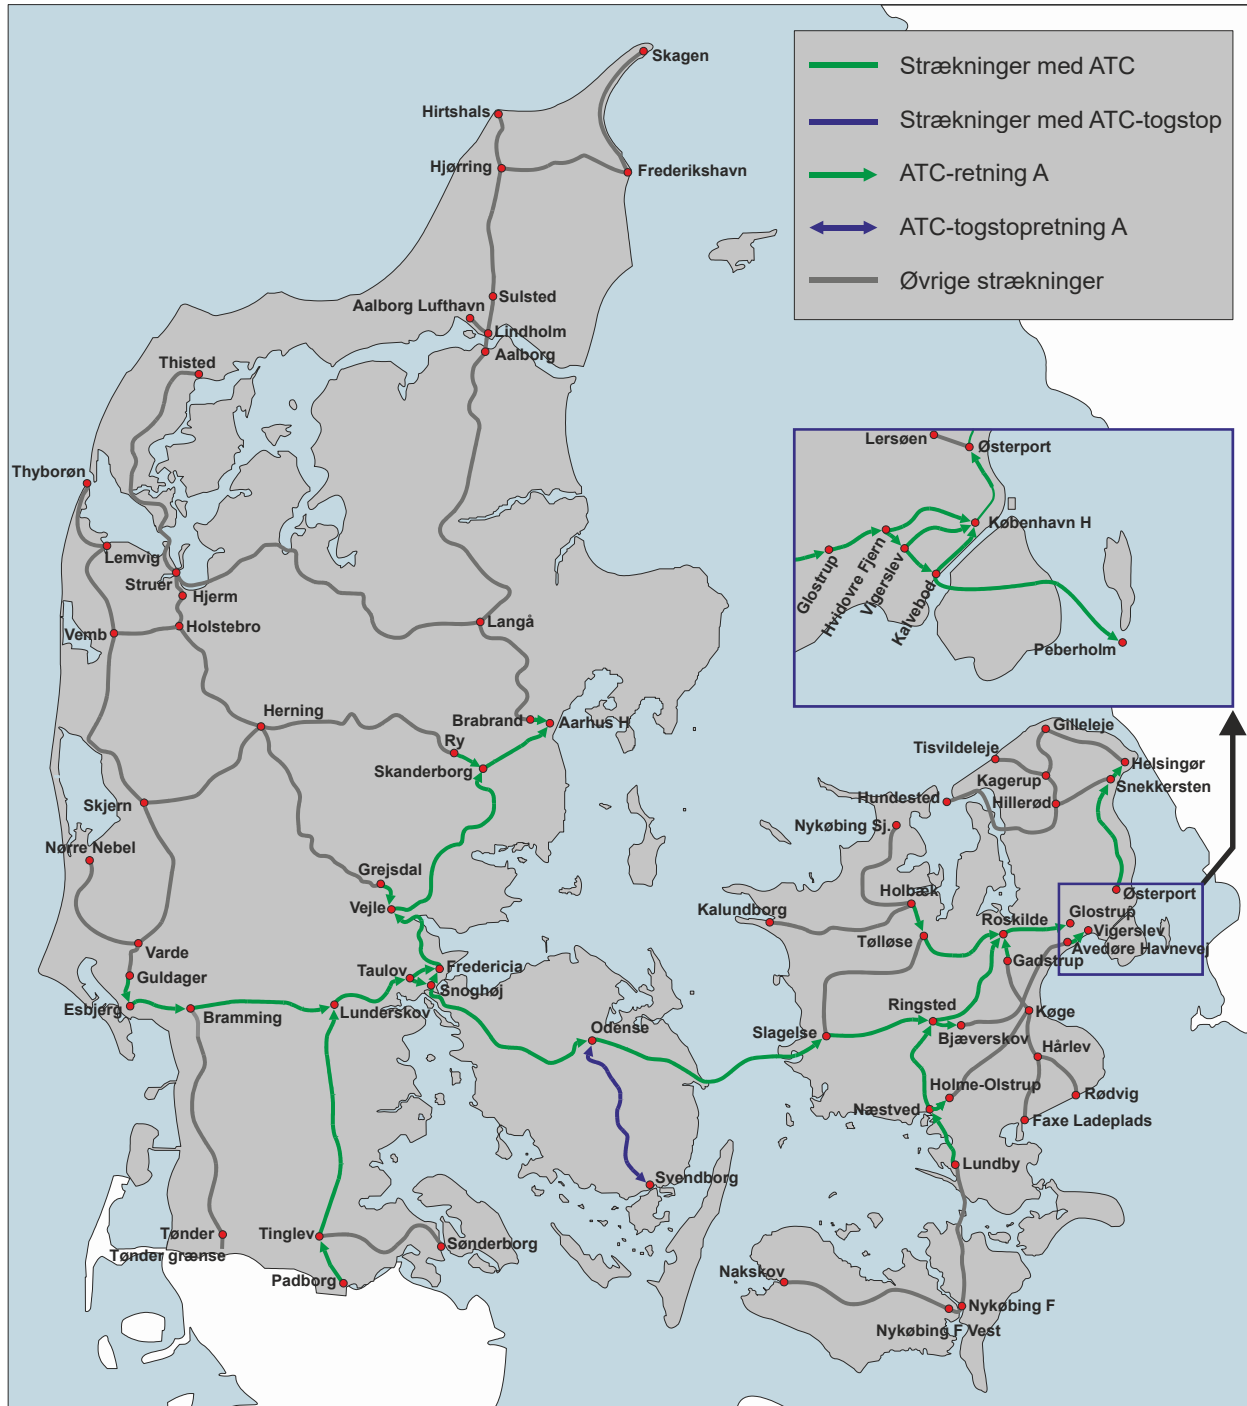 Skagen
Strækninger med ATC
Hirtshals
Strækninger med ATC-togstop
Hjørring
Frederikshavn
ATC-retning A
ATC-togstopretning A
Øvrige strækninger
Sulsted
Aalborg Lufthavn
Lindholm
Aalborg
Thisted
Thyborøn
Lersøen
Østerport
København H
Glostrup
Hvidovre Fjern
Vigerslev
Kalvebod
Peberholm
Lemvig
Struer
Hjerm
Holstebro
Vemb
Langå
Herning
Brabrand
Aarhus H
Ry
Skanderborg
Skjern
Nørre Nebel
Grejsdal
Vejle
Varde
Guldager
Esbjerg
Bramming
Lunderskov
Taulov
Fredericia
Snoghøj
Odense
Svendborg
Tønder
Tønder grænse
Tinglev
Sønderborg
Padborg
Gilleleje
Tisvildeleje
Helsingør
Kagerup
Snekkersten
Hundested
Hillerød
Nykøbing Sj.
Holbæk
Østerport
Kalundborg
Roskilde
Glostrup
Vigerslev
Tølløse
Avedøre Havnevej
Gadstrup
Ringsted
Køge
Slagelse
Bjæverskov
Hårlev
Holme-Olstrup
Rødvig
Næstved
Faxe Ladeplads
Lundby
Nakskov
Nykøbing F
Nykøbing F Vest